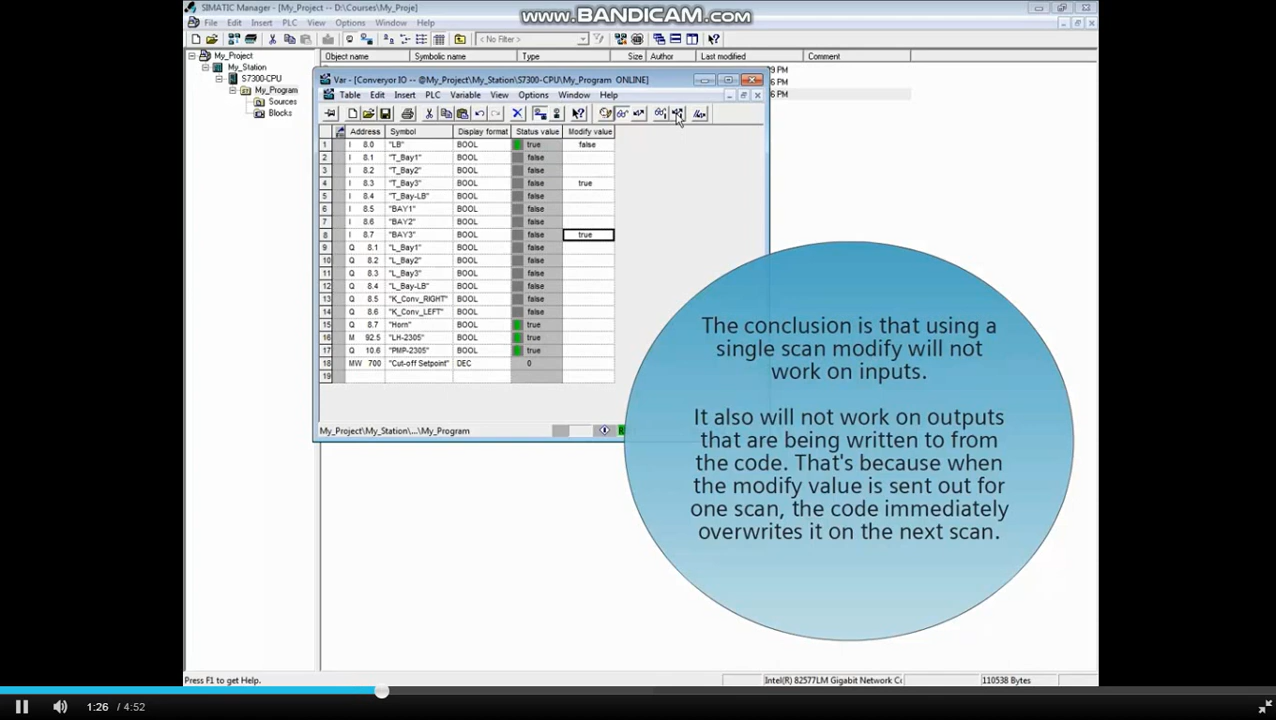 SIMATIC Manager - [My_Project -- D:\Courses\My_Proje]
www.BANDICAM.com
File Edit Insert PLC View Options Window Help
< No Filter >
My_Project
My_Station
S7300-CPU
My_Program
Sources
Blocks
Object name Symbolic name Type Size Author Last modified Comment
9 PM
6 PM
6 PM
Var - [Conveyor IO -- @My_Project\My_Station\S7300-CPU\My_Program ONLINE]
Table Edit Insert PLC Variable View Options Window Help
Address Symbol Display format Status value Modify value
1 I 8.0 "LB" BOOL true false
2 I 8.1 "T_Bay1" BOOL false
3 I 8.2 "T_Bay2" BOOL false
4 I 8.3 "T_Bay3" BOOL false true
5 I 8.4 "T_Bay-LB" BOOL false
6 I 8.5 "BAY1" BOOL false
7 I 8.6 "BAY2" BOOL false
8 I 8.7 "BAY3" BOOL false true
9 Q 8.1 "L_Bay1" BOOL false
10 Q 8.2 "L_Bay2" BOOL false
11 Q 8.3 "L_Bay3" BOOL false
12 Q 8.4 "L_Bay-LB" BOOL false
13 Q 8.5 "K_Conv_RIGHT" BOOL false
14 Q 8.6 "K_Conv_LEFT" BOOL false
15 Q 8.7 "Horn" BOOL true
16 M 92.5 "LH-2305" BOOL true
17 Q 10.6 "PMP-2305" BOOL true
18 MW 700 "Cut-off Setpoint" DEC 0
19
My_Project\My_Station\...\My_Program
The conclusion is that using a
single scan modify will not
work on inputs.
It also will not work on outputs
that are being written to from
the code. That's because when
the modify value is sent out for
one scan, the code immediately
overwrites it on the next scan.
Press F1 to get Help.
Intel(R) 82577LM Gigabit Network Co
110538 Bytes
1:26 / 4:52